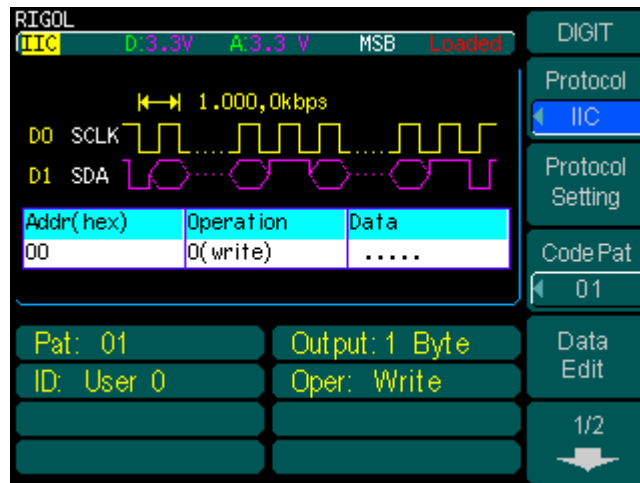 RIGOL
IIC D:3.3V A:3.3 V MSB Loaded
1.000,0kbps
D0 SCLK
D1 SDA
Addr(hex) Operation Data
00 0(write) .....
Pat: 01 Output: 1 Byte
ID: User 0 Oper: Write
DIGIT
Protocol
IIC
Protocol
Setting
Code Pat
01
Data
Edit
1/2